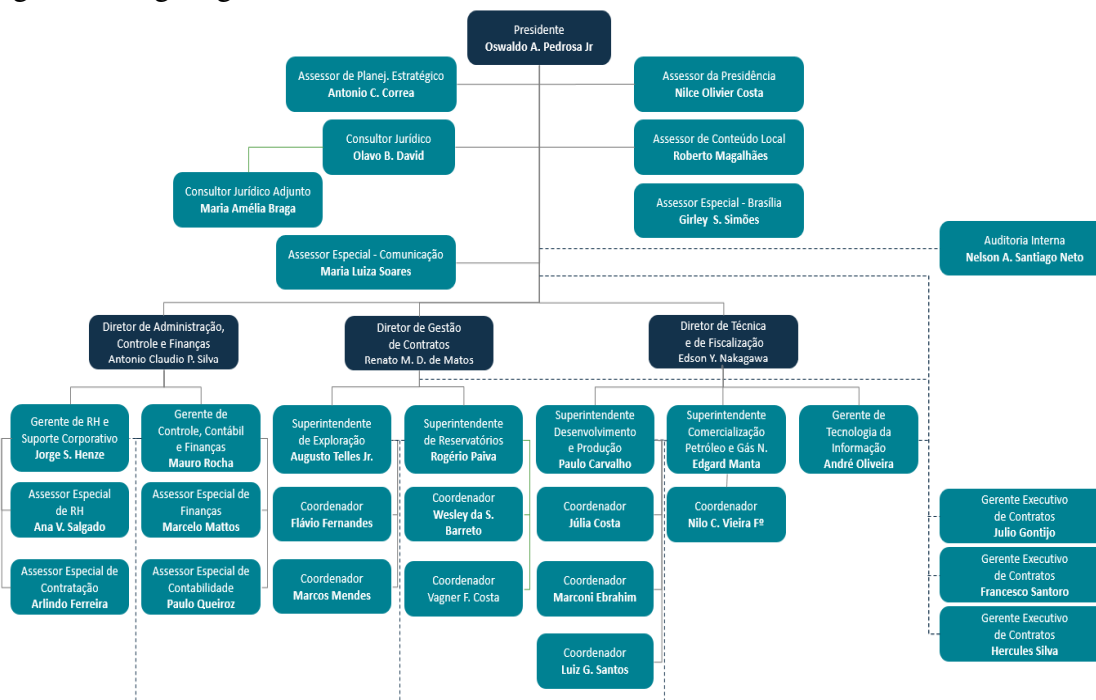 Presidente
Oswaldo A. Pedrosa Jr
Assessor de Planej. Estratégico
Antonio C. Correa
Assessor da Presidência
Nilce Olivier Costa
Consultor Jurídico
Olavo B. David
Assessor de Conteúdo Local
Roberto Magalhães
Consultor Jurídico Adjunto
Maria Amélia Braga
Assessor Especial - Brasília
Girley S. Simões
Assessor Especial - Comunicação
Maria Luiza Soares
Auditoria Interna
Nelson A. Santiago Neto
Diretor de Administração,
Controle e Finanças
Antonio Claudio P. Silva
Diretor de Gestão
de Contratos
Renato M. D. de Matos
Diretor de Técnica
e de Fiscalização
Edson Y. Nakagawa
Gerente de RH e
Suporte Corporativo
Jorge S. Henze
Gerente de
Controle, Contábil
e Finanças
Mauro Rocha
Superintendente
de Exploração
Augusto Telles Jr.
Superintendente
de Reservatórios
Rogério Paiva
Superintendente
Desenvolvimento
e Produção
Paulo Carvalho
Superintendente
Comercialização
Petróleo e Gás N.
Edgard Manta
Gerente de
Tecnologia da
Informação
André Oliveira
Assessor Especial
de RH
Ana V. Salgado
Assessor Especial de
Finanças
Marcelo Mattos
Coordenador
Flávio Fernandes
Coordenador
Wesley da S.
Barreto
Coordenador
Júlia Costa
Coordenador
Nilo C. Vieira Fº
Gerente Executivo
de Contratos
Julio Gontijo
Assessor Especial de
Contratação
Arlindo Ferreira
Assessor Especial de
Contabilidade
Paulo Queiroz
Coordenador
Marcos Mendes
Coordenador
Vagner F. Costa
Coordenador
Marconi Ebrahim
Gerente Executivo
de Contratos
Francesco Santoro
Coordenador
Luiz G. Santos
Gerente Executivo
de Contratos
Hercules Silva